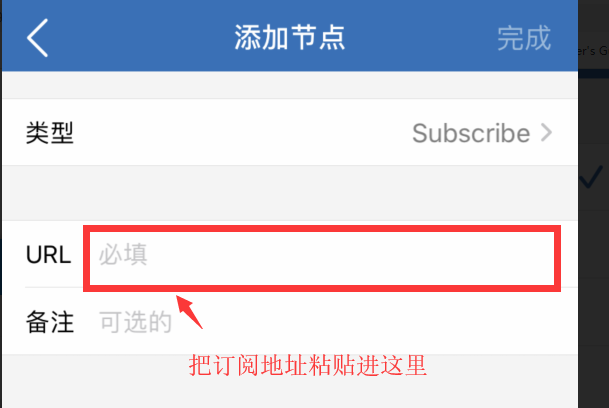 添加节点 完成
er's G
类型 Subscribe
URL 必填
备注 可选的
把订阅地址粘贴进这里